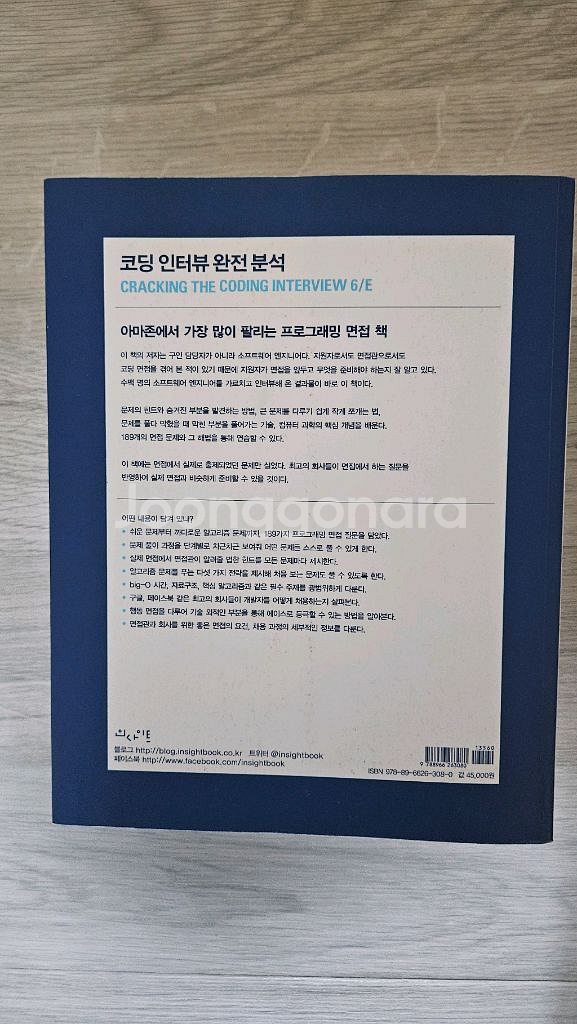 코딩 인터뷰 완전 분석
CRACKING THE CODING INTERVIEW 6/E
아마존에서 가장 많이 팔리는 프로그래밍 면접 책
이 책의 저자는 구인 담당자가 아니라 소프트웨어 엔지니어다. 지원자로서도 면접관으로서도
코딩 면접을 겪어 본 적이 있기 때문에 지원자가 면접을 앞두고 무엇을 준비해야 하는지 잘 알고 있다.
수백 명의 소프트웨어 엔지니어를 가르치고 인터뷰해 온 결과물이 바로 이 책이다.
문제의 힌트와 숨겨진 부분을 발견하는 방법, 큰 문제를 다루기 쉽게 작게 쪼개는 법,
문제를 풀다 막혔을 때 막힌 부분을 풀어가는 기술, 컴퓨터 과학의 핵심 개념을 배운다.
189개의 면접 문제와 그 해법을 통해 연습할 수 있다.
이 책에는 면접에서 실제로 출제되었던 문제만 실었다. 최고의 회사들이 면접에서 하는 질문을
반영하여 실제 면접과 비슷하게 준비할 수 있을 것이다.
joonggonara
어떤 내용이 담겨 있나?
• 쉬운 문제부터 까다로운 알고리즘 문제까지, 189가지 프로그래밍 면접 질문을 담았다.
• 문제 풀이 과정을 단계별로 차근차근 보여줘 어떤 문제든 스스로 풀 수 있게 한다.
• 실제 면접에서 면접관이 알려줄 법한 힌트를 모든 문제마다 제시한다.
• 알고리즘 문제를 푸는 다섯 가지 전략을 제시해 처음 보는 문제도 풀 수 있도록 한다.
• big-O 시간, 자료구조, 핵심 알고리즘과 같은 필수 주제를 광범위하게 다룬다.
• 구글, 페이스북 같은 최고의 회사들이 개발자를 어떻게 채용하는지 살펴본다.
• 행동 면접을 다루어 기술 외적인 부분을 통해 에이스로 등극할 수 있는 방법을 알아본다.
• 면접관과 회사를 위한 좋은 면접의 요건, 채용 과정의 세부적인 정보를 다룬다.
인사이트
블로그 http://blog.insightbook.co.kr 트위터 @insightbook
페이스북 http://www.facebook.com/insightbook
13560
9 788966 263080
ISBN 978-89-6626-308-0 값 45,000원